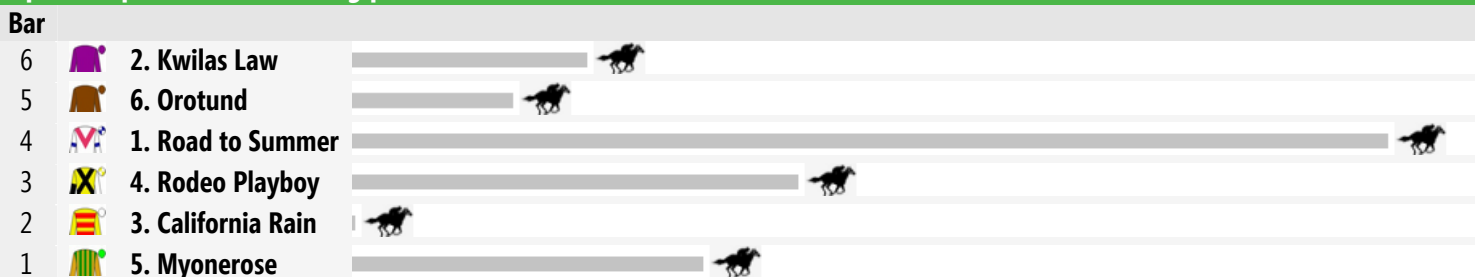 Bar
6 2. Kwilas Law
5 6. Orotund
4 1. Road to Summer
3 4. Rodeo Playboy
2 3. California Rain
1 5. Myonerose